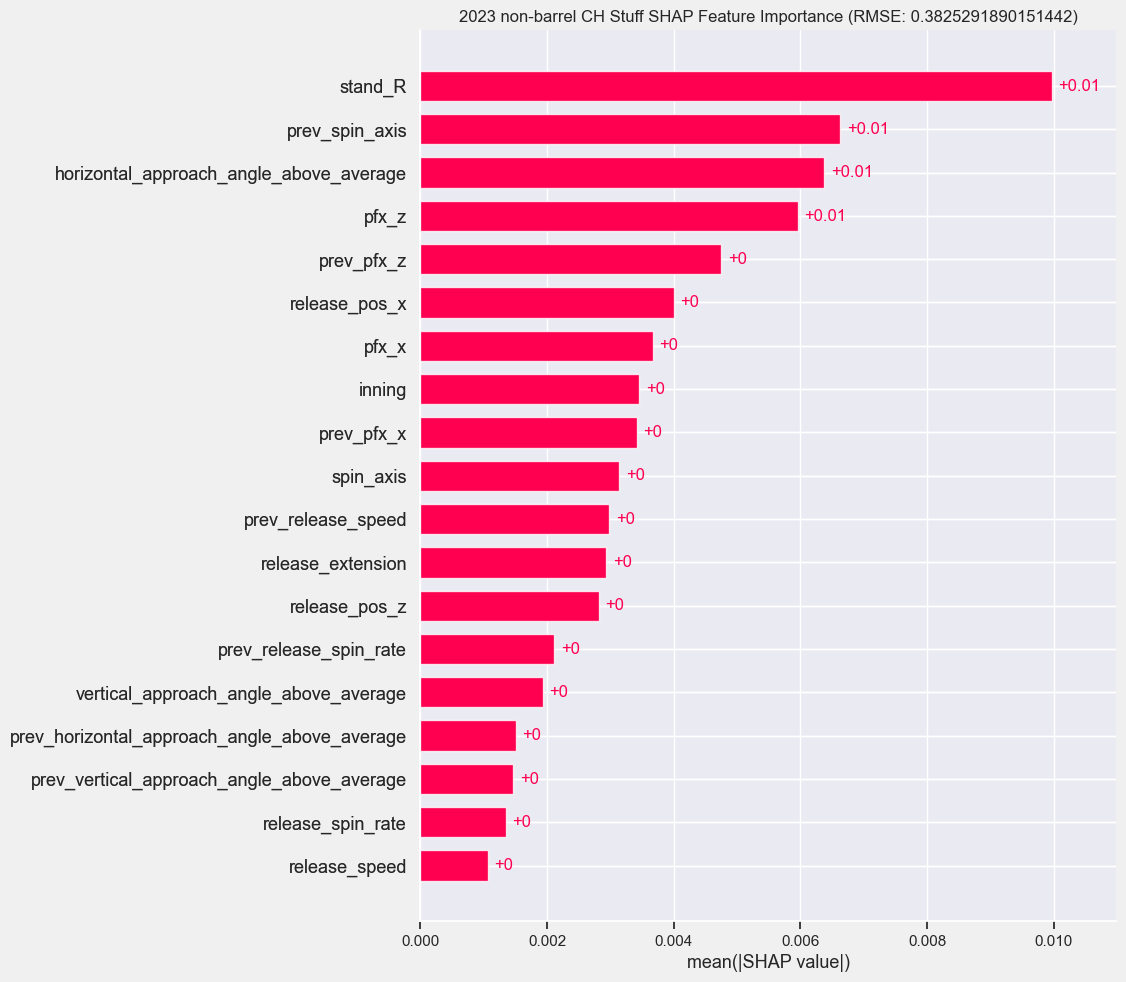 2023 non-barrel CH Stuff SHAP Feature Importance (RMSE: 0.3825291890151442)
stand_R +0.01
prev_spin_axis +0.01
horizontal_approach_angle_above_average +0.01
pfx_z +0.01
prev_pfx_z +0
release_pos_x +0
pfx_x +0
inning +0
prev_pfx_x +0
spin_axis +0
prev_release_speed +0
release_extension +0
release_pos_z +0
prev_release_spin_rate +0
vertical_approach_angle_above_average +0
prev_horizontal_approach_angle_above_average +0
prev_vertical_approach_angle_above_average +0
release_spin_rate +0
release_speed +0
0.000 0.002 0.004 0.006 0.008 0.010
mean(|SHAP value|)